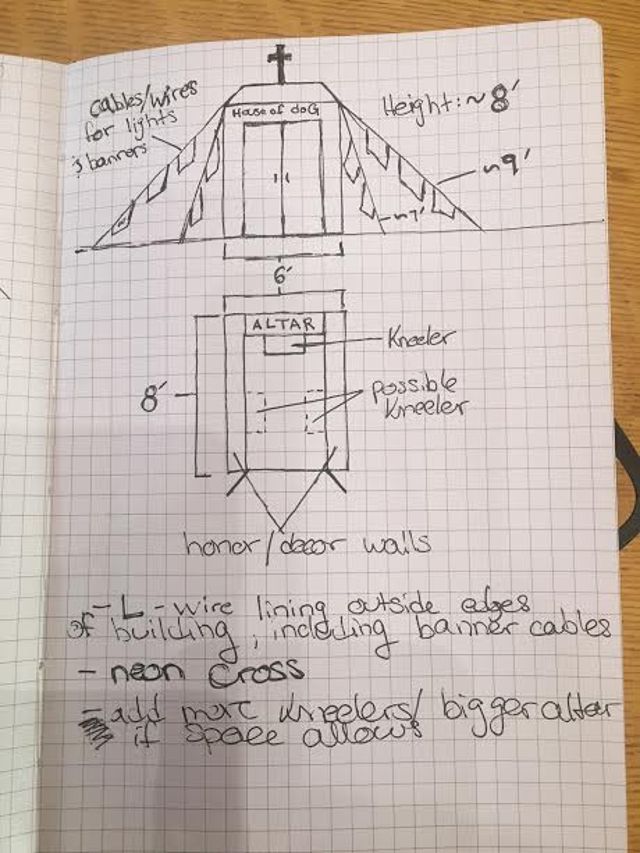 cables/wires
for lights
& banners
House of doG
Height: ~8'
~9'
~7'
6'
ALTAR
Kneeler
8'
possible
Kneeler
honor/decor walls
- L - wire lining outside edges
of building, including banner cables
- neon cross
- add more kneelers/bigger altar
if space allows